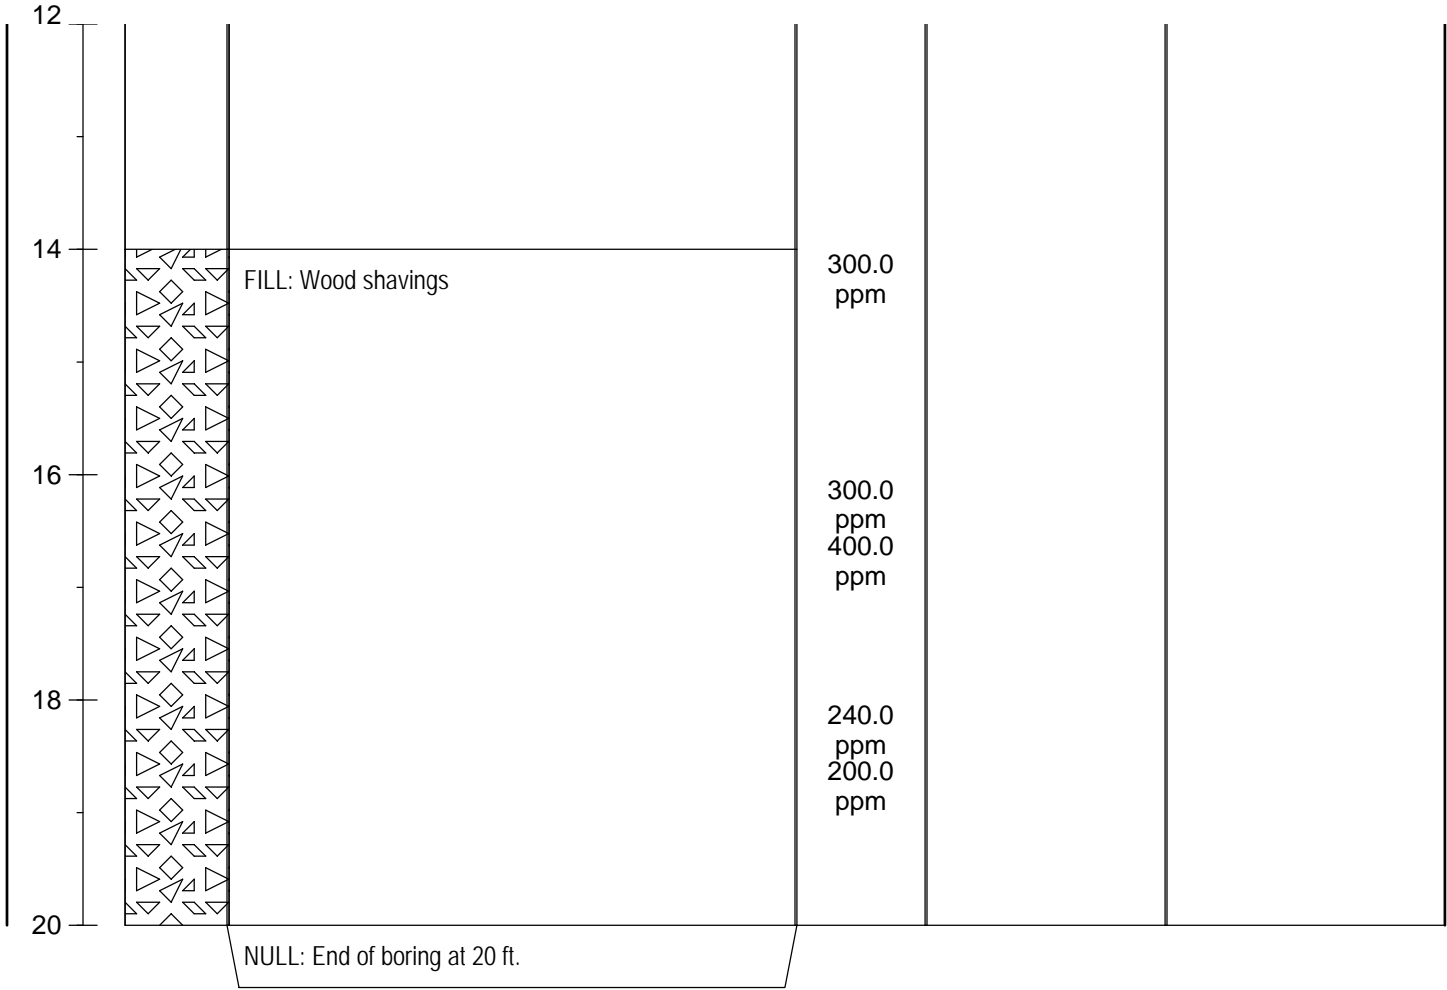 12
14
FILL: Wood shavings
300.0
ppm
16
300.0
ppm
400.0
ppm
18
240.0
ppm
200.0
ppm
20
NULL: End of boring at 20 ft.